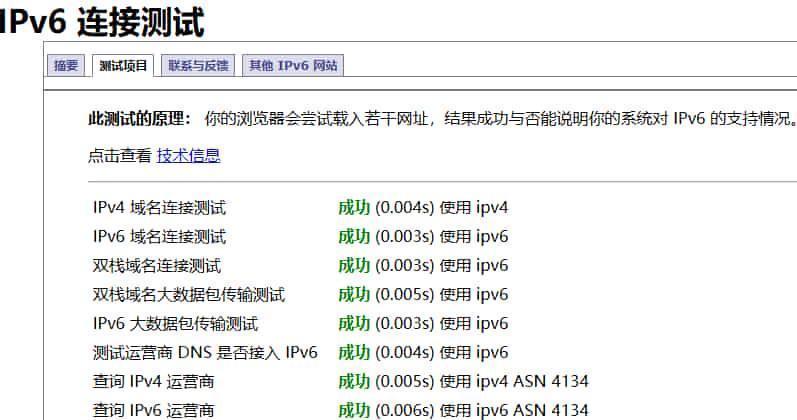 IPv6 连接测试
摘要 测试项目 联系与反馈 其他 IPv6 网站
此测试的原理： 你的浏览器会尝试载入若干网址，结果成功与否能说明你的系统对 IPv6 的支持情况。
点击查看 技术信息
IPv4 域名连接测试 成功 (0.004s) 使用 ipv4
IPv6 域名连接测试 成功 (0.003s) 使用 ipv6
双栈域名连接测试 成功 (0.003s) 使用 ipv6
双栈域名大数据包传输测试 成功 (0.005s) 使用 ipv6
IPv6 大数据包传输测试 成功 (0.003s) 使用 ipv6
测试运营商 DNS 是否接入 IPv6 成功 (0.004s) 使用 ipv6
查询 IPv4 运营商 成功 (0.005s) 使用 ipv4 ASN 4134
查询 IPv6 运营商 成功 (0.006s) 使用 ipv6 ASN 4134